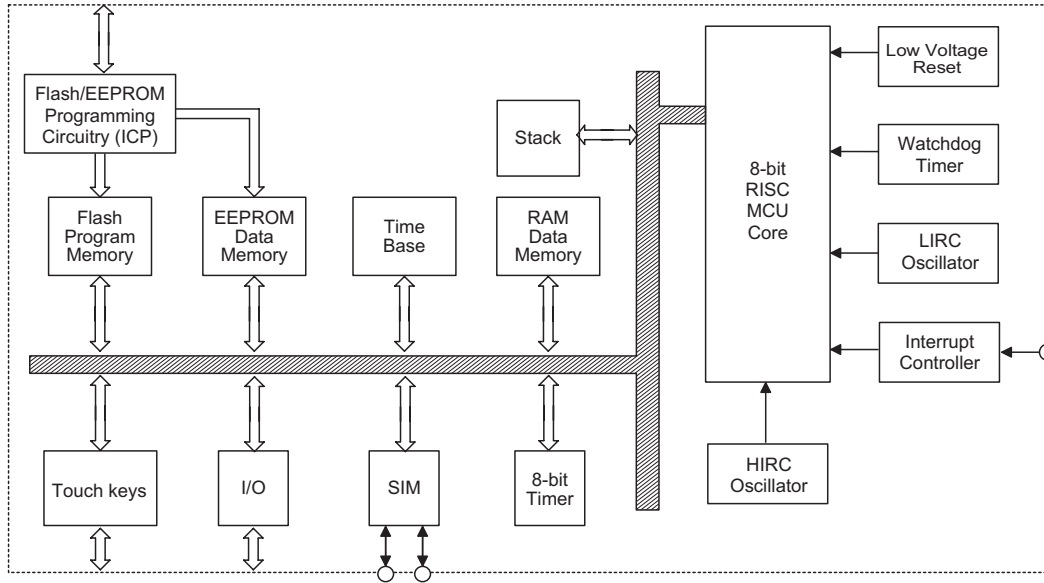 Flash/EEPROM
Programming
Circuitry (ICP)
Stack
Low Voltage
Reset
Watchdog
Timer
8-bit
RISC
MCU
Core
Flash
Program
Memory
EEPROM
Data
Memory
Time
Base
RAM
Data
Memory
LIRC
Oscillator
Interrupt
Controller
Touch keys
I/O
SIM
8-bit
Timer
HIRC
Oscillator